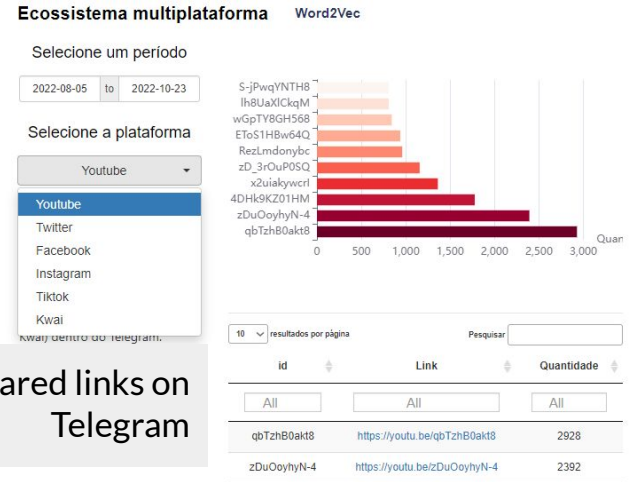 Ecossistema multiplataforma Word2Vec
Selecione um período
2022-08-05 to 2022-10-23
Selecione a plataforma
Youtube
Youtube
Twitter
Facebook
Instagram
Tiktok
Kwai
Kwai) dentro do Telegram.
ared links on
Telegram
S-jPwqYNTH8
lh8UaXlCkqM
wGpTY8GH568
EToS1HBw64Q
RezLmdonybc
zD_3rOuP0SQ
x2uiakywcrI
4DHk9KZ01HM
zDuOoyhyN-4
qbTzhB0akt8
Quan
0 500 1,000 1,500 2,000 2,500 3,000
10 resultados por página Pesquisar
id Link Quantidade
All All All
qbTzhB0akt8 https://youtu.be/qbTzhB0akt8 2928
zDuOoyhyN-4 https://youtu.be/zDuOoyhyN-4 2392